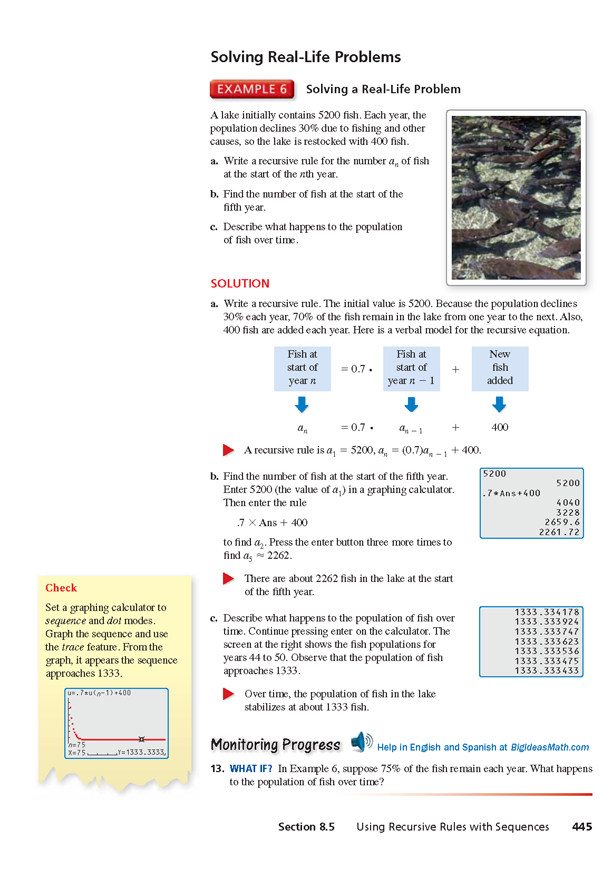 Solving Real-Life Problems
EXAMPLE 6 Solving a Real-Life Problem
A lake initially contains 5200 fish. Each year, the
population declines 30% due to fishing and other
causes, so the lake is restocked with 400 fish.
a. Write a recursive rule for the number aₙ of fish
at the start of the nth year.
b. Find the number of fish at the start of the
fifth year.
c. Describe what happens to the population
of fish over time.
SOLUTION
a. Write a recursive rule. The initial value is 5200. Because the population declines
30% each year, 70% of the fish remain in the lake from one year to the next. Also,
400 fish are added each year. Here is a verbal model for the recursive equation.
Fish at
start of
year n
= 0.7 •
Fish at
start of
year n − 1
+
New
fish
added
aₙ = 0.7 • aₙ ₋ ₁ + 400
A recursive rule is a₁ = 5200, aₙ = (0.7)aₙ ₋ ₁ + 400.
b. Find the number of fish at the start of the fifth year.
Enter 5200 (the value of a₁) in a graphing calculator.
Then enter the rule
.7 × Ans + 400
to find a₂. Press the enter button three more times to
find a₅ ≈ 2262.
There are about 2262 fish in the lake at the start
of the fifth year.
5200
5200
.7*Ans+400
4040
3228
2659.6
2261.72
c. Describe what happens to the population of fish over
time. Continue pressing enter on the calculator. The
screen at the right shows the fish populations for
years 44 to 50. Observe that the population of fish
approaches 1333.
Over time, the population of fish in the lake
stabilizes at about 1333 fish.
1333.334178
1333.333924
1333.333747
1333.333623
1333.333536
1333.333475
1333.333433
Check
Set a graphing calculator to
sequence and dot modes.
Graph the sequence and use
the trace feature. From the
graph, it appears the sequence
approaches 1333.
u=.7*u(n-1)+400
n=75
X=75 Y=1333.3333
Monitoring Progress Help in English and Spanish at BigIdeasMath.com
13. WHAT IF? In Example 6, suppose 75% of the fish remain each year. What happens
to the population of fish over time?
Section 8.5 Using Recursive Rules with Sequences 445